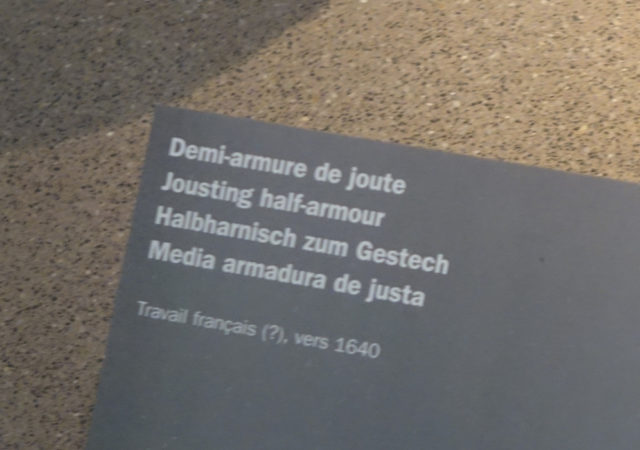 Demi-armure de joute
Jousting half-armour
Halbharnisch zum Gestech
Media armadura de justa
Travail français (?), vers 1640